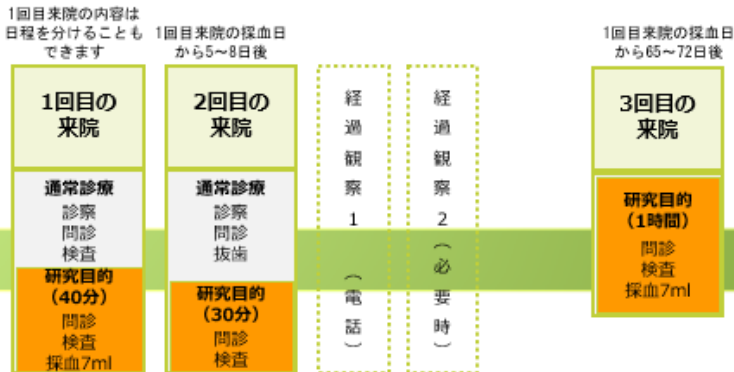 1回目来院の内容は
日程を分けることも
できます
1回目の
来院
通常診療
診察
問診
検査
研究目的
(40分)
問診
検査
採血7ml
1回目来院の採血日
から5~8日後
2回目の
来院
通常診療
診察
問診
抜歯
研究目的
(30分)
問診
検査
経過観察1(電話)
経過観察2(必要時)
1回目来院の採血日
から65~72日後
3回目の
来院
研究目的
(1時間)
問診
検査
採血7ml